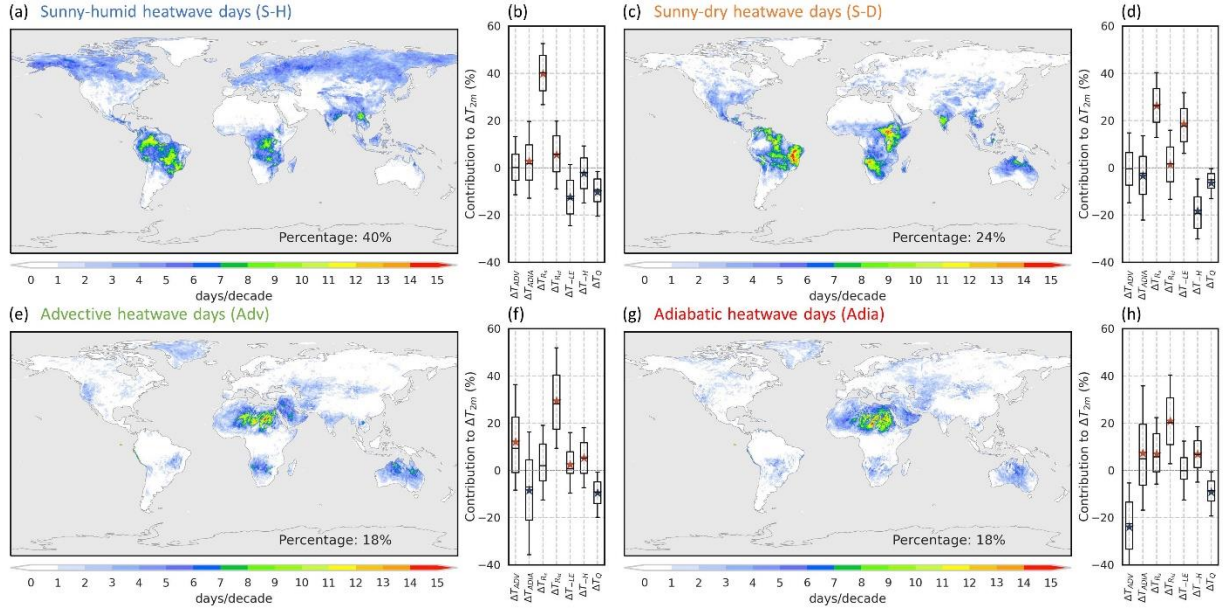 (a) Sunny-humid heatwave days (S-H)
Percentage: 40%
0 1 2 3 4 5 6 7 8 9 10 11 12 13 14 15
days/decade
(b)
Contribution to ΔT2m (%)
60
40
20
0
−20
−40
ΔTADV ΔTADIA ΔTRs ΔTRld ΔT−LE ΔT−H ΔTQ
(c) Sunny-dry heatwave days (S-D)
Percentage: 24%
0 1 2 3 4 5 6 7 8 9 10 11 12 13 14 15
days/decade
(d)
Contribution to ΔT2m (%)
60
40
20
0
−20
−40
ΔTADV ΔTADIA ΔTRs ΔTRld ΔT−LE ΔT−H ΔTQ
(e) Advective heatwave days (Adv)
Percentage: 18%
0 1 2 3 4 5 6 7 8 9 10 11 12 13 14 15
days/decade
(f)
Contribution to ΔT2m (%)
60
40
20
0
−20
−40
ΔTADV ΔTADIA ΔTRs ΔTRld ΔT−LE ΔT−H ΔTQ
(g) Adiabatic heatwave days (Adia)
Percentage: 18%
0 1 2 3 4 5 6 7 8 9 10 11 12 13 14 15
days/decade
(h)
Contribution to ΔT2m (%)
60
40
20
0
−20
−40
ΔTADV ΔTADIA ΔTRs ΔTRld ΔT−LE ΔT−H ΔTQ